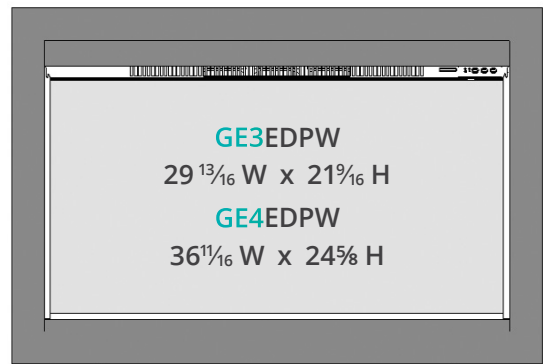 GE3EDPW
29 13⁄16 W x 21 9⁄16 H
GE4EDPW
36 11⁄16 W x 24 5⁄8 H